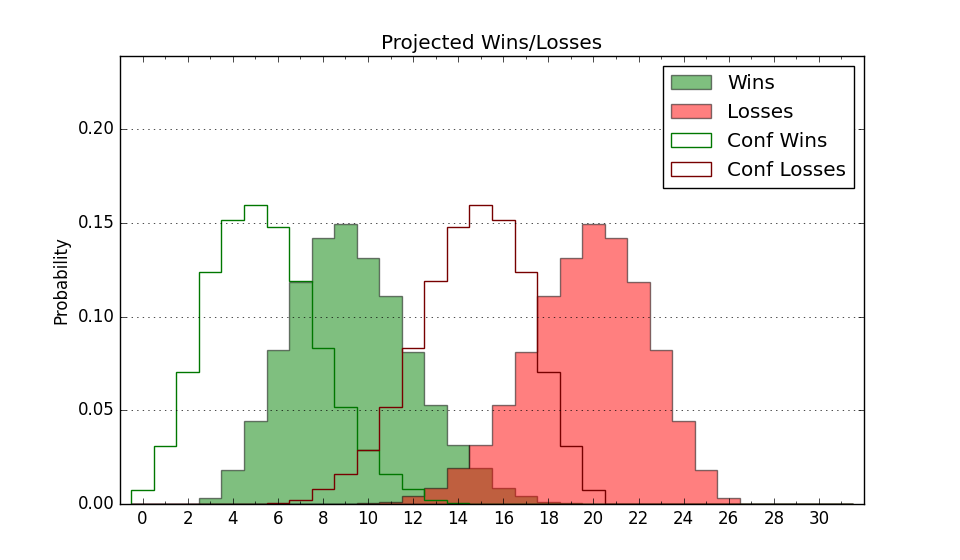 Projected Wins/Losses
Wins
Losses
Conf Wins
Conf Losses
Probability
0.20
0.15
0.10
0.05
0.00
0 2 4 6 8 10 12 14 16 18 20 22 24 26 28 30